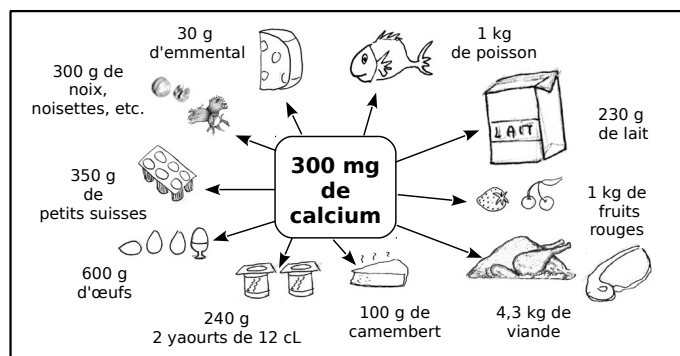 30 g
d'emmental
1 kg
de poisson
300 g de
noix,
noisettes, etc.
LAIT
230 g
de lait
300 mg
de
calcium
350 g
de
petits suisses
1 kg de
fruits
rouges
600 g
d'œufs
240 g
2 yaourts de 12 cL
100 g de
camembert
4,3 kg de
viande